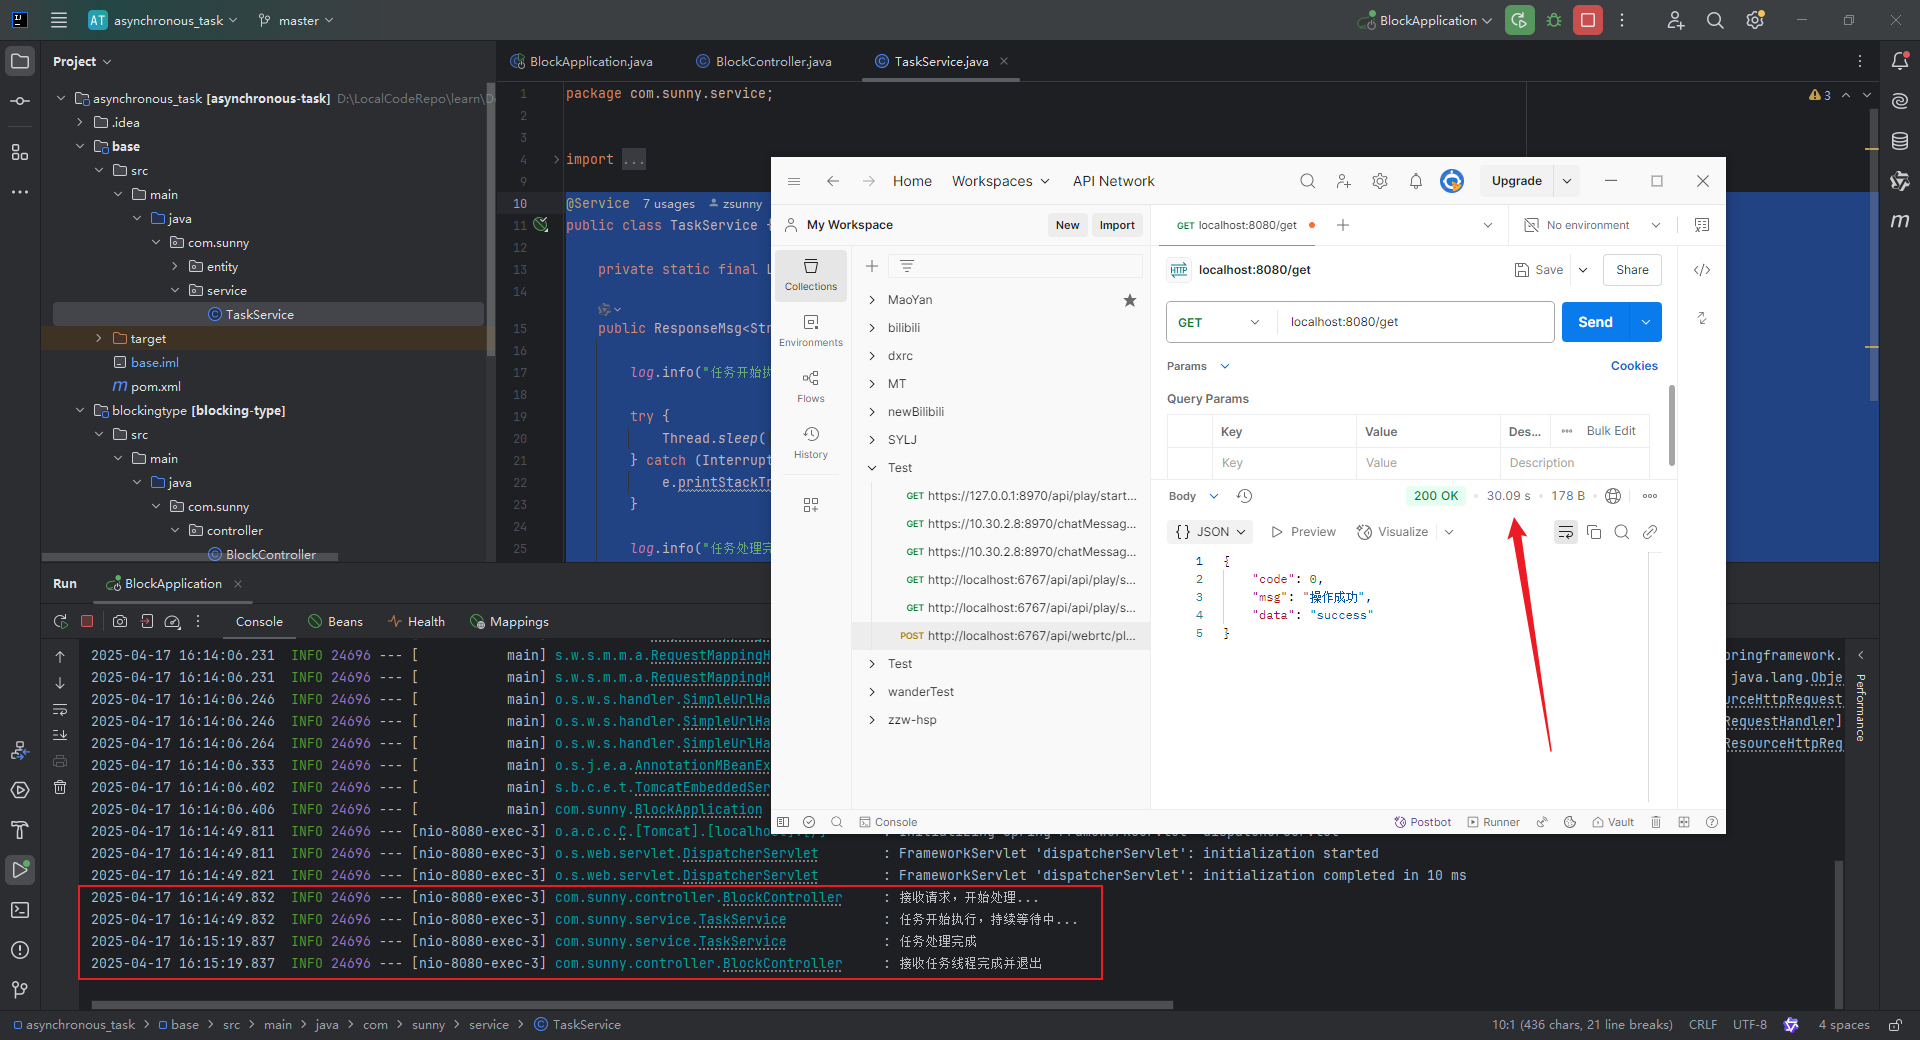 AT asynchronous_task master
BlockApplication
Project
asynchronous_task [asynchronous-task] D:\LocalCodeRepo\learn\D
.idea
base
src
main
java
com.sunny
entity
service
TaskService
target
base.iml
pom.xml
blockingtype [blocking-type]
src
main
java
com.sunny
controller
BlockController
BlockApplication.java
BlockController.java
TaskService.java
3
1 package com.sunny.service;
2
3
4 import ...
9
10 @Service 7 usages zsunny
11 public class TaskService {
12
13 private static final L
14
15 public ResponseMsg<Str
16
17 log.info("任务开始执
18
19 try {
20 Thread.sleep(
21 } catch (Interrupt
22 e.printStackTr
23 }
24
25 log.info("任务处理完
Home Workspaces API Network
Upgrade
My Workspace
New
Import
GET localhost:8080/get
No environment
Collections
Environments
Flows
History
MaoYan
bilibili
dxrc
MT
newBilibili
SYLJ
Test
GET https://127.0.0.1:8970/api/play/start...
GET https://10.30.2.8:8970/chatMessag...
GET https://10.30.2.8:8970/chatMessag...
GET http://localhost:6767/api/api/play/s...
GET http://localhost:6767/api/api/play/s...
POST http://localhost:6767/api/webrtc/pl...
Test
wanderTest
zzw-hsp
HTTP localhost:8080/get
Save
Share
GET localhost:8080/get
Send
Params
Cookies
Query Params
Key Value Des... Bulk Edit
Key Value Description
Body 200 OK 30.09 s 178 B
{} JSON Preview Visualize
1 {
2 "code": 0,
3 "msg": "操作成功",
4 "data": "success"
5 }
Console
Postbot Runner Vault
Run BlockApplication
Console Beans Health Mappings
2025-04-17 16:14:06.231 INFO 24696 --- [ main] s.w.s.m.m.a.RequestMappingH pringframework.
2025-04-17 16:14:06.231 INFO 24696 --- [ main] s.w.s.m.m.a.RequestMappingH java.lang.Obje
2025-04-17 16:14:06.246 INFO 24696 --- [ main] o.s.w.s.handler.SimpleUrlHa urceHttpRequest
2025-04-17 16:14:06.246 INFO 24696 --- [ main] o.s.w.s.handler.SimpleUrlHa RequestHandler]
2025-04-17 16:14:06.264 INFO 24696 --- [ main] o.s.w.s.handler.SimpleUrlHa ResourceHttpReq
2025-04-17 16:14:06.333 INFO 24696 --- [ main] o.s.j.e.a.AnnotationMBeanEx
2025-04-17 16:14:06.402 INFO 24696 --- [ main] s.b.c.e.t.TomcatEmbeddedSer
2025-04-17 16:14:06.406 INFO 24696 --- [ main] com.sunny.BlockApplication
2025-04-17 16:14:49.811 INFO 24696 --- [nio-8080-exec-3] o.a.c.c.C.[Tomcat].[localhost].[/] : Initializing Spring FrameworkServlet 'dispatcherServlet'
2025-04-17 16:14:49.811 INFO 24696 --- [nio-8080-exec-3] o.s.web.servlet.DispatcherServlet : FrameworkServlet 'dispatcherServlet': initialization started
2025-04-17 16:14:49.821 INFO 24696 --- [nio-8080-exec-3] o.s.web.servlet.DispatcherServlet : FrameworkServlet 'dispatcherServlet': initialization completed in 10 ms
2025-04-17 16:14:49.832 INFO 24696 --- [nio-8080-exec-3] com.sunny.controller.BlockController : 接收请求，开始处理...
2025-04-17 16:14:49.832 INFO 24696 --- [nio-8080-exec-3] com.sunny.service.TaskService : 任务开始执行，持续等待中...
2025-04-17 16:15:19.837 INFO 24696 --- [nio-8080-exec-3] com.sunny.service.TaskService : 任务处理完成
2025-04-17 16:15:19.837 INFO 24696 --- [nio-8080-exec-3] com.sunny.controller.BlockController : 接收任务线程完成并退出
Performance
asynchronous_task > base > src > main > java > com > sunny > service > TaskService
10:1 (436 chars, 21 line breaks) CRLF UTF-8 4 spaces